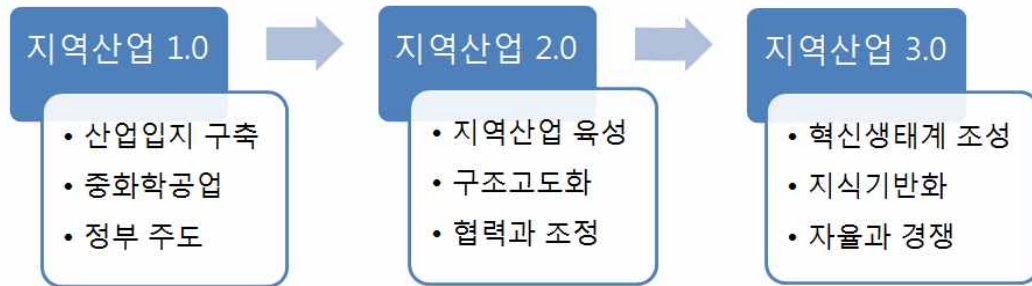 지역산업 1.0
• 산업입지 구축
• 중화학공업
• 정부 주도
지역산업 2.0
• 지역산업 육성
• 구조고도화
• 협력과 조정
지역산업 3.0
• 혁신생태계 조성
• 지식기반화
• 자율과 경쟁